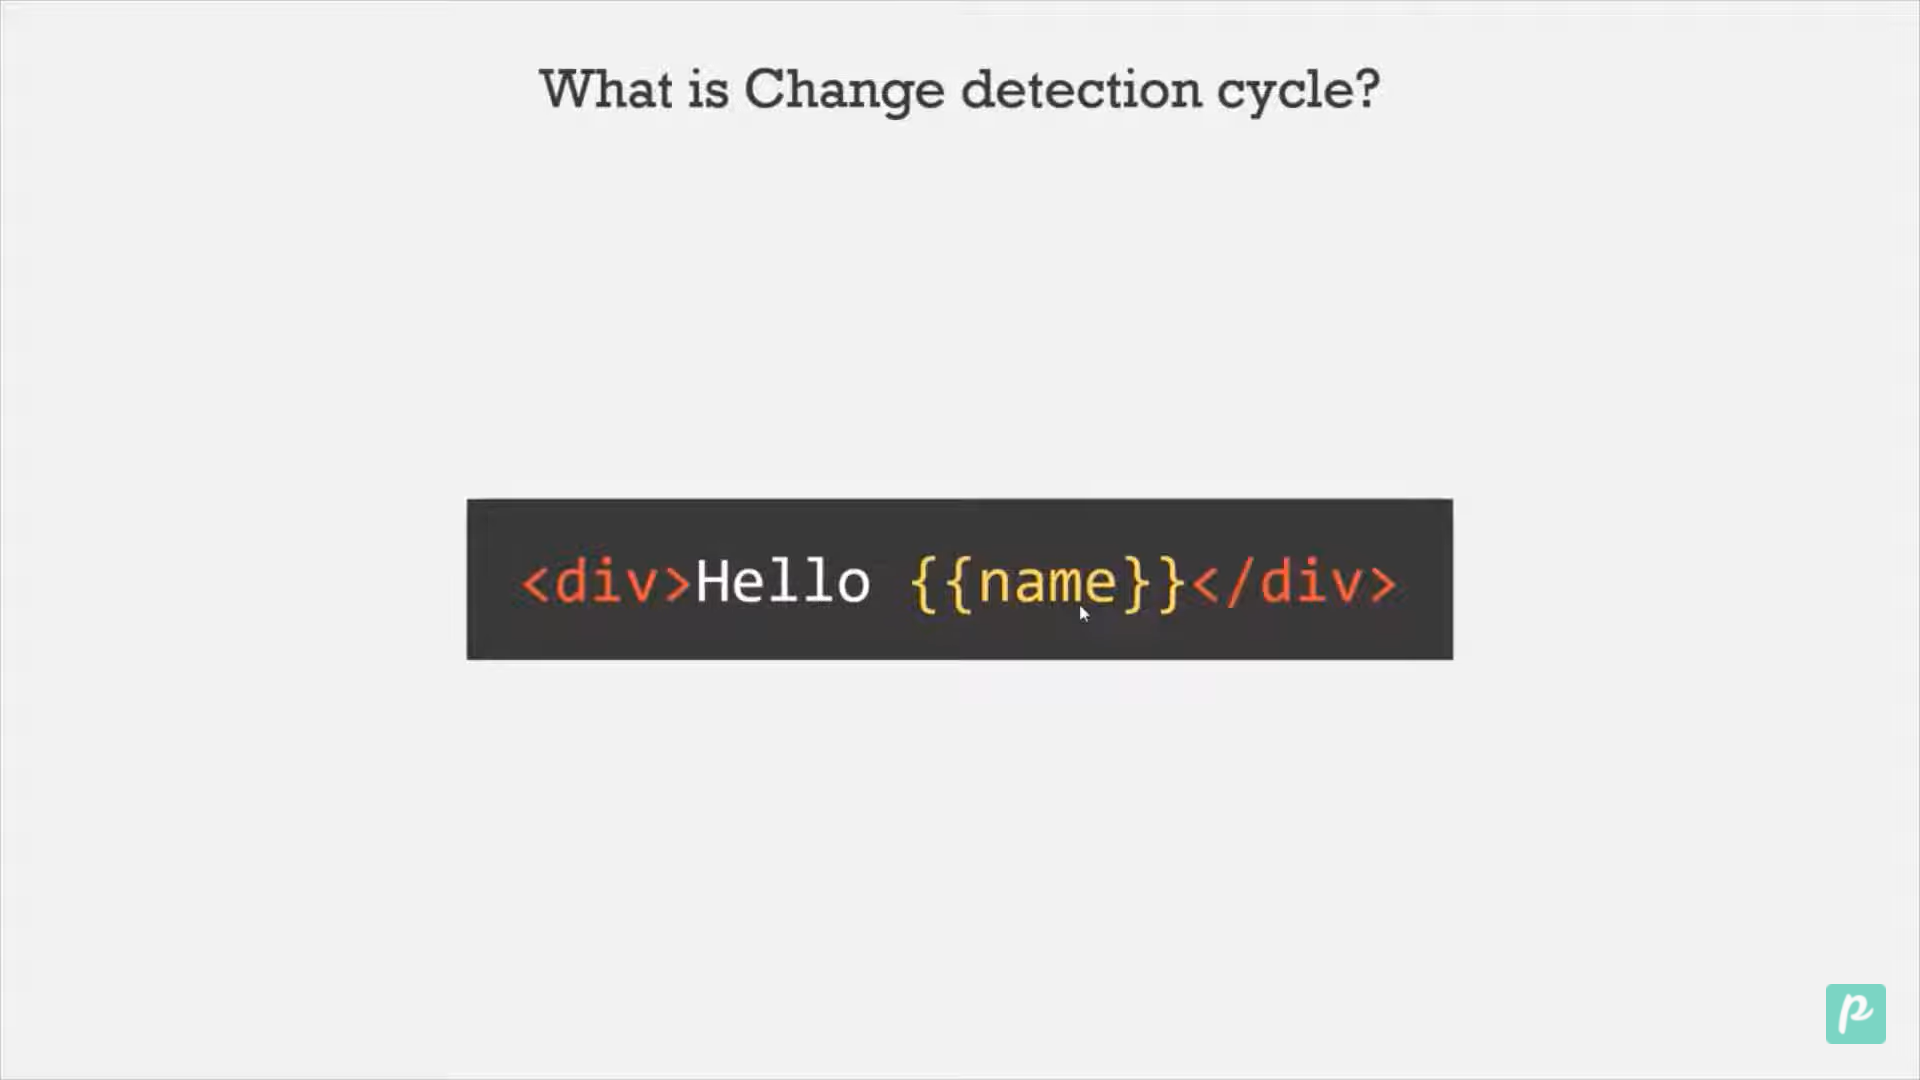 What is Change detection cycle?
<div>Hello {{name}}</div>
p